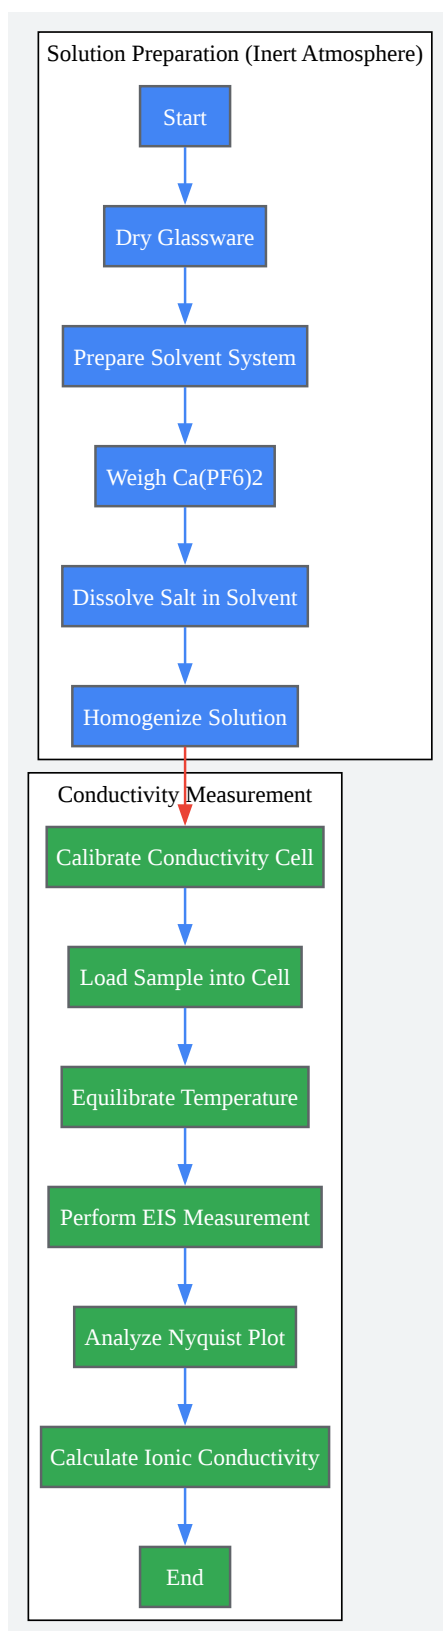 Solution Preparation (Inert Atmosphere)
Start
Dry Glassware
Prepare Solvent System
Weigh Ca(PF6)2
Dissolve Salt in Solvent
Homogenize Solution
Conductivity Measurement
Calibrate Conductivity Cell
Load Sample into Cell
Equilibrate Temperature
Perform EIS Measurement
Analyze Nyquist Plot
Calculate Ionic Conductivity
End